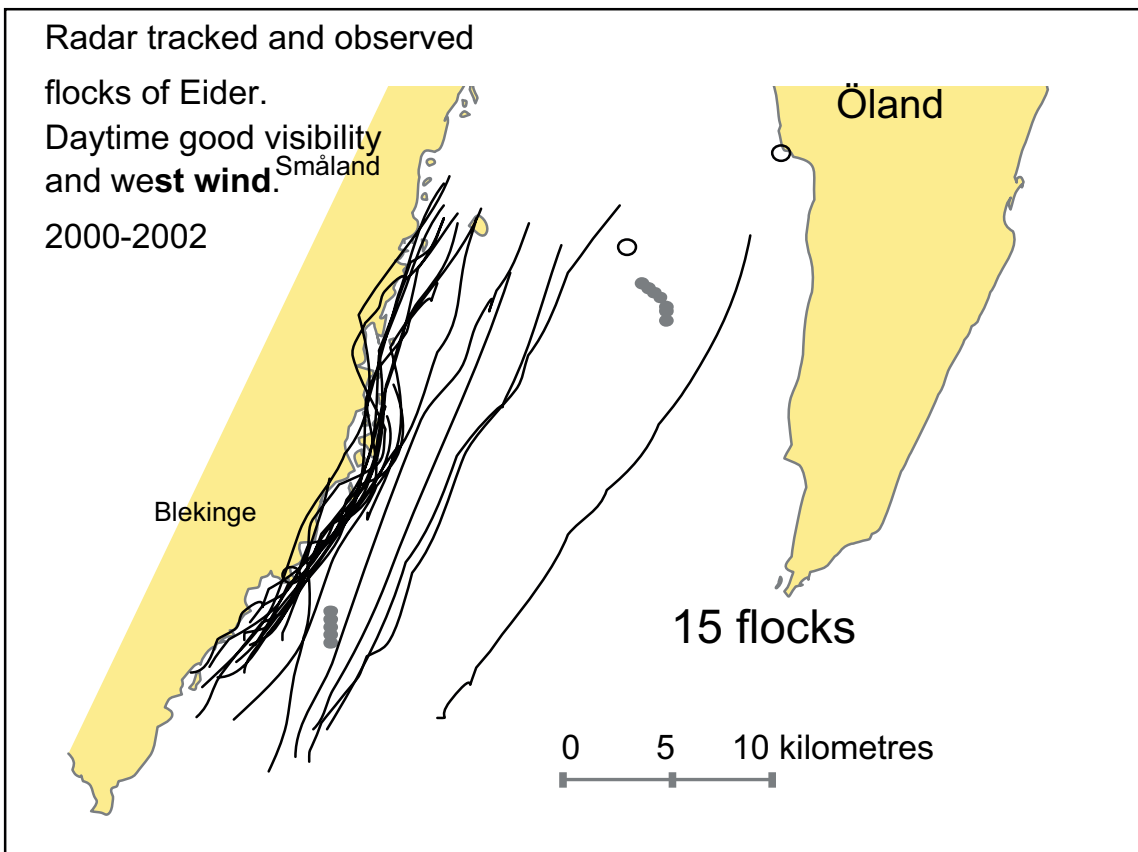 Radar tracked and observed
flocks of Eider.
Daytime good visibility
and west wind.
2000-2002
Småland
Öland
Blekinge
15 flocks
0 5 10 kilometres